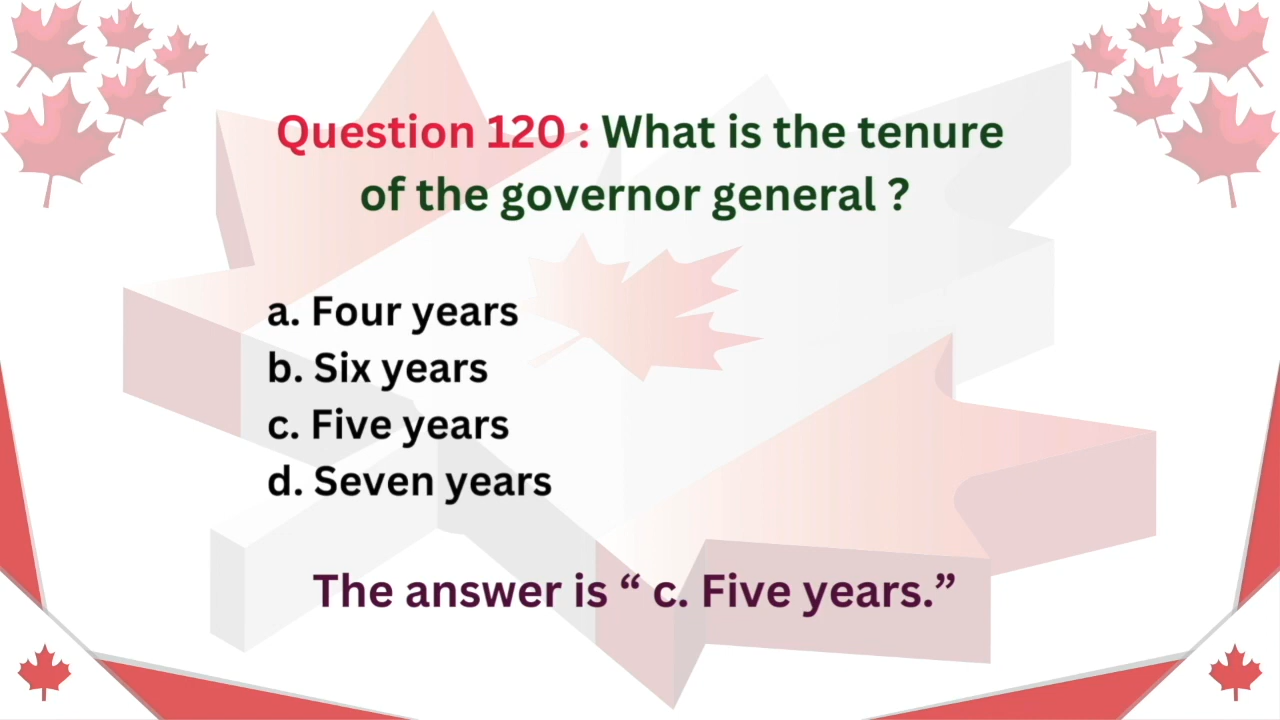 Question 120 : What is the tenure
of the governor general ?
a. Four years
b. Six years
c. Five years
d. Seven years
The answer is “ c. Five years.”